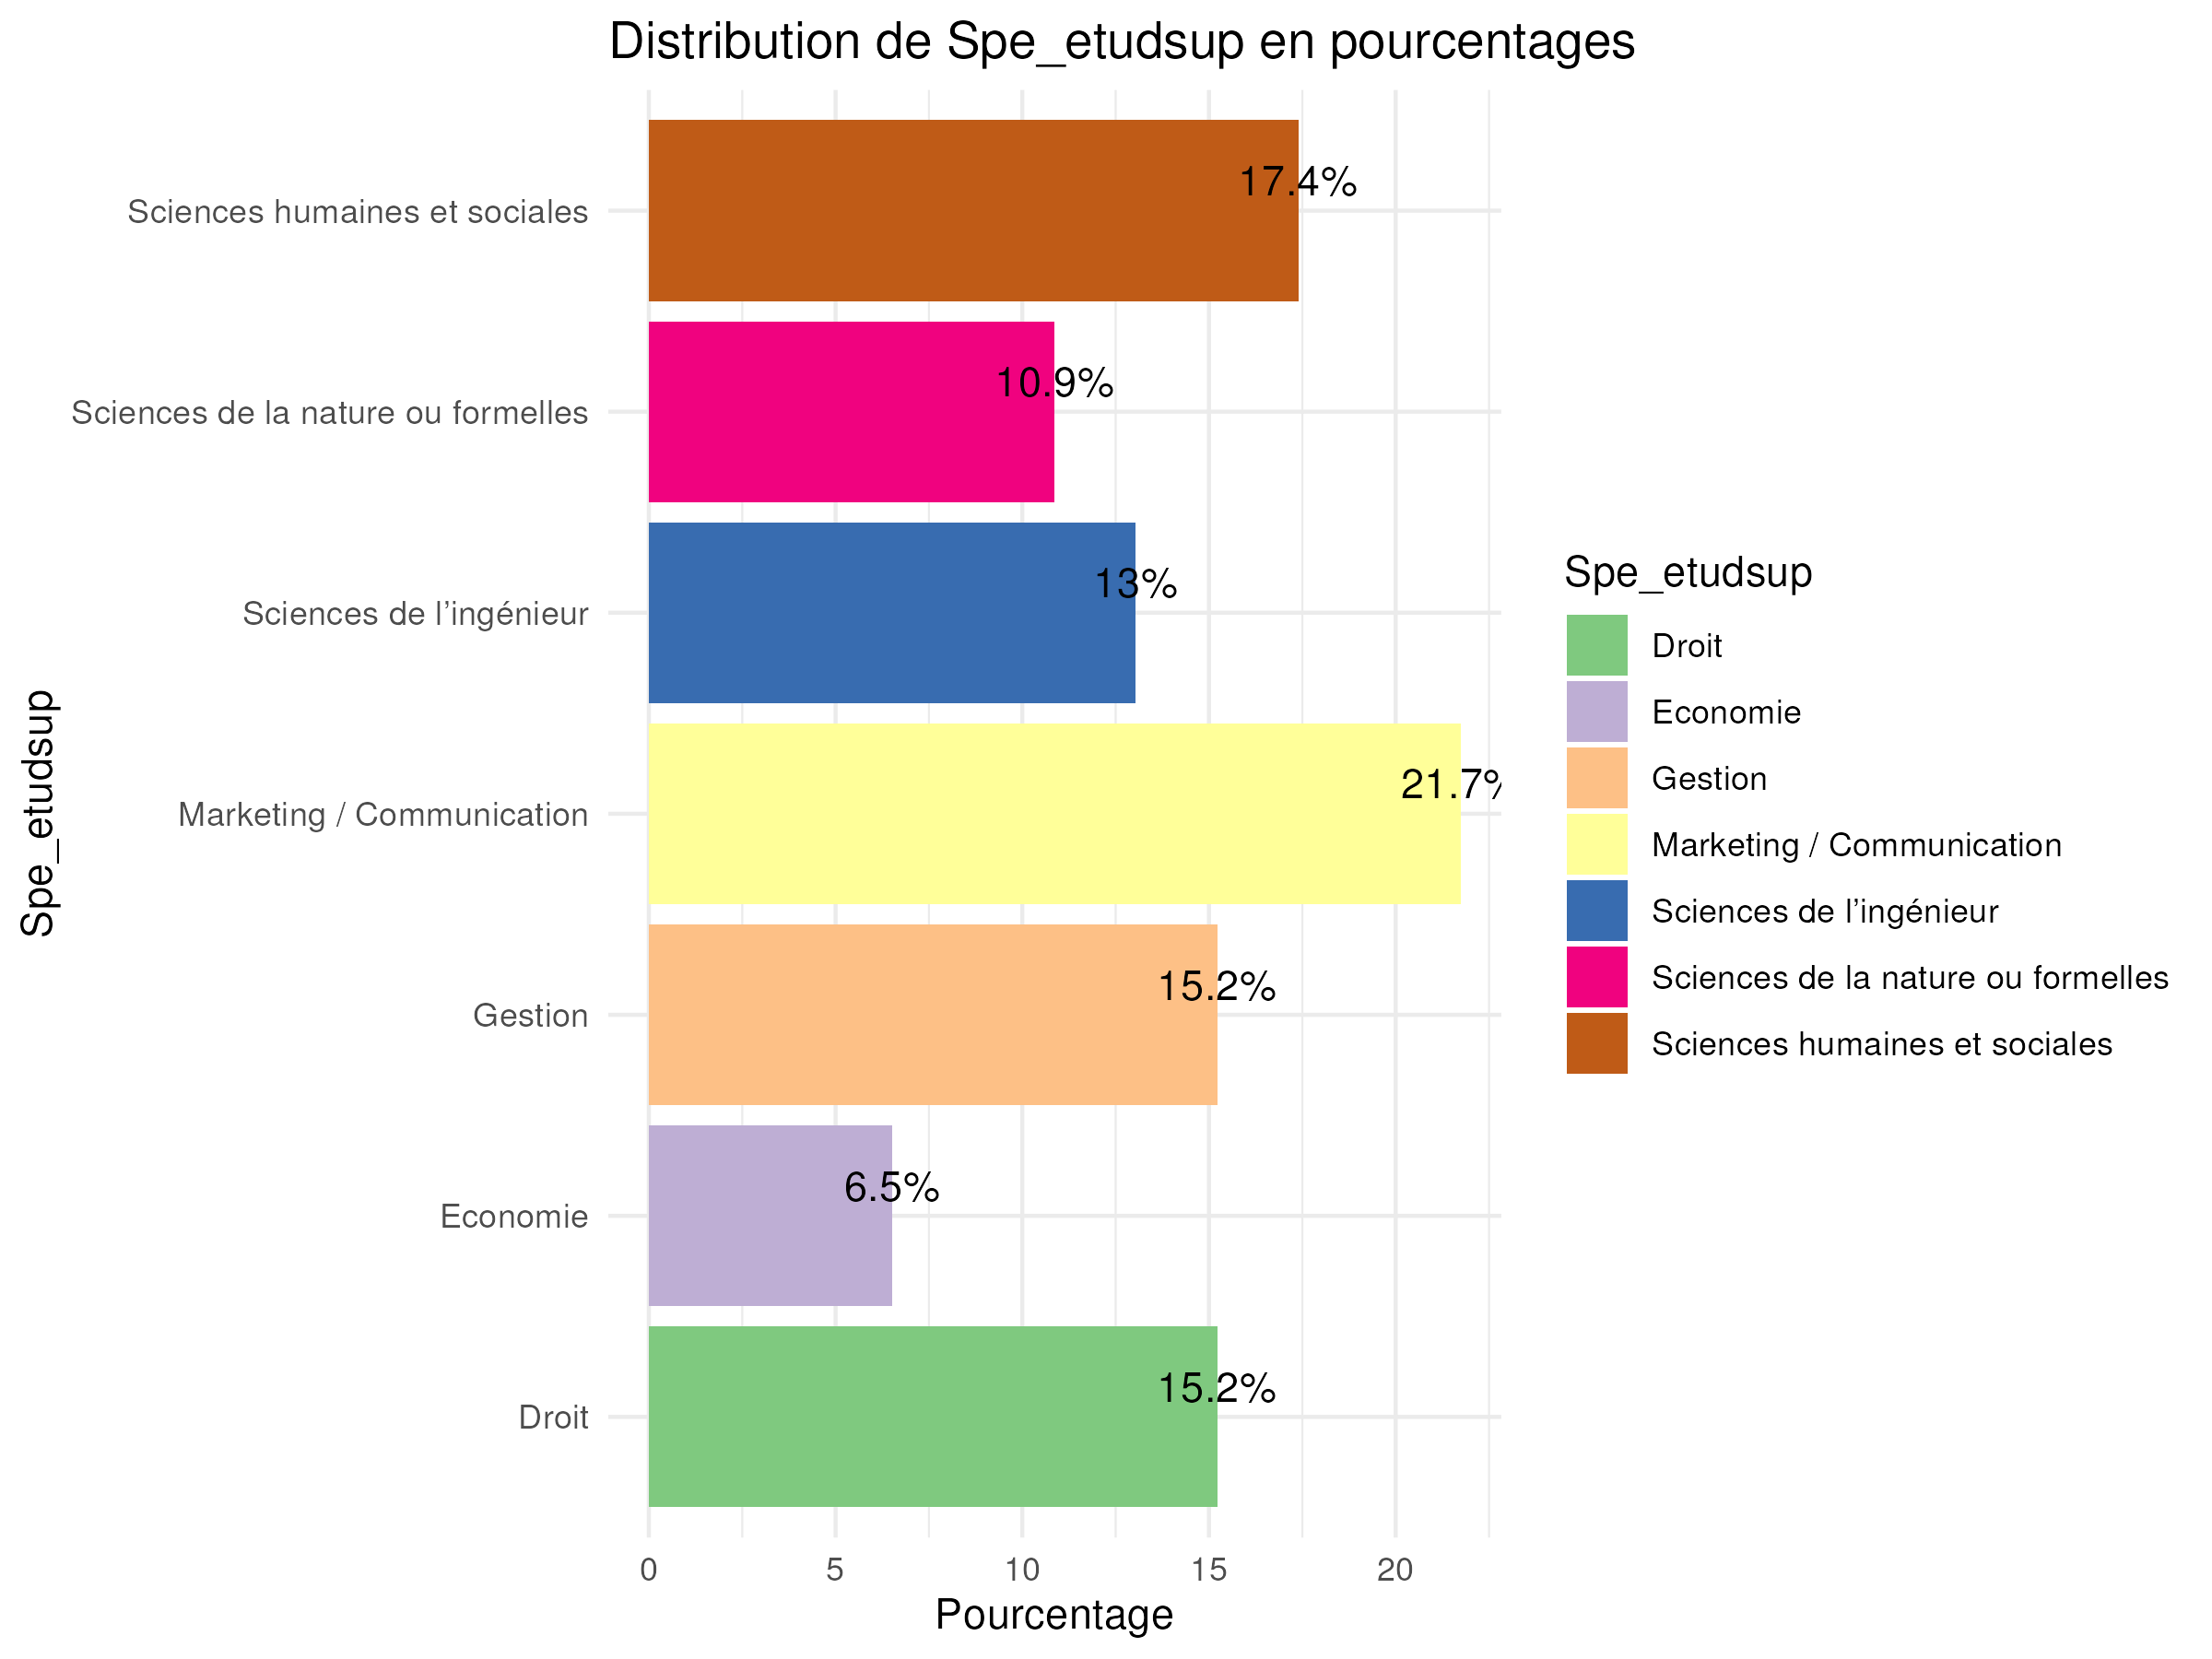 Distribution de Spe_etudsup en pourcentages
Spe_etudsup
Sciences humaines et sociales
17.4%
Sciences de la nature ou formelles
10.9%
Sciences de l’ingénieur
13%
Marketing / Communication
21.7%
Gestion
15.2%
Economie
6.5%
Droit
15.2%
0 5 10 15 20
Pourcentage
Spe_etudsup
Droit
Economie
Gestion
Marketing / Communication
Sciences de l’ingénieur
Sciences de la nature ou formelles
Sciences humaines et sociales